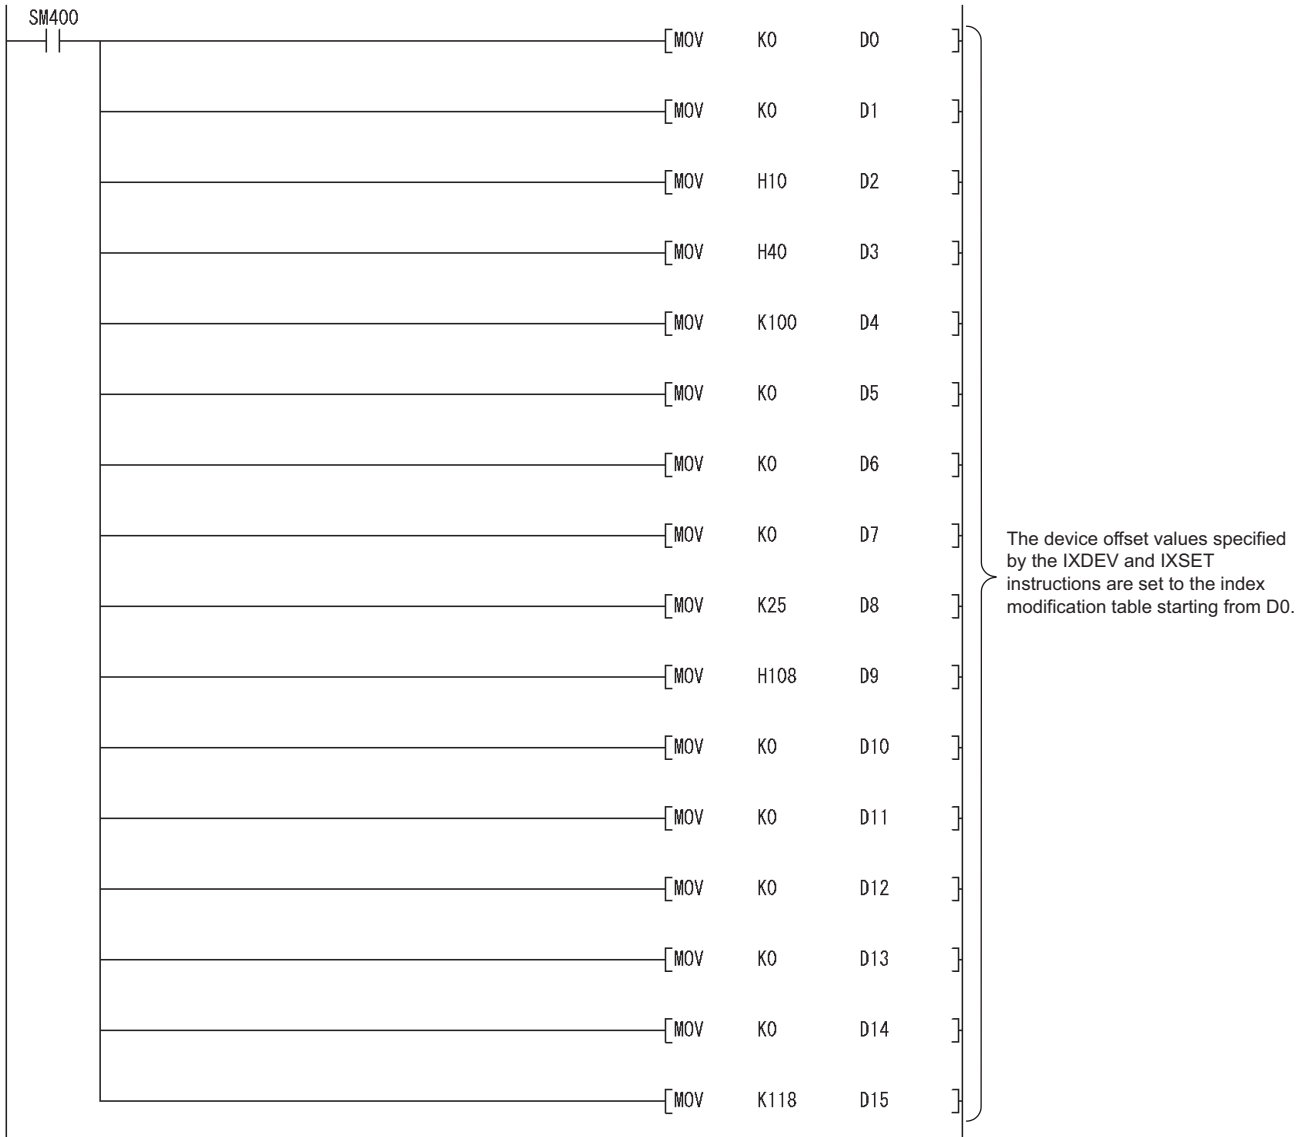 SM400
MOV K0 D0
MOV K0 D1
MOV H10 D2
MOV H40 D3
MOV K100 D4
MOV K0 D5
MOV K0 D6
MOV K0 D7
The device offset values specified
by the IXDEV and IXSET
instructions are set to the index
modification table starting from D0.
MOV K25 D8
MOV H108 D9
MOV K0 D10
MOV K0 D11
MOV K0 D12
MOV K0 D13
MOV K0 D14
MOV K118 D15